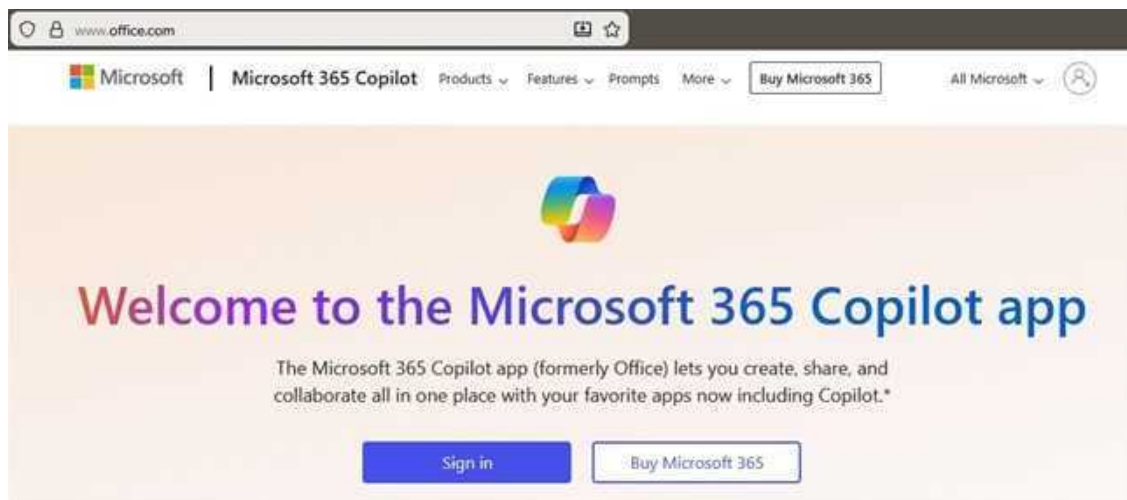 www.office.com
Microsoft | Microsoft 365 Copilot Products Features Prompts More Buy Microsoft 365 All Microsoft
Welcome to the Microsoft 365 Copilot app
The Microsoft 365 Copilot app (formerly Office) lets you create, share, and
collaborate all in one place with your favorite apps now including Copilot.*
Sign in Buy Microsoft 365